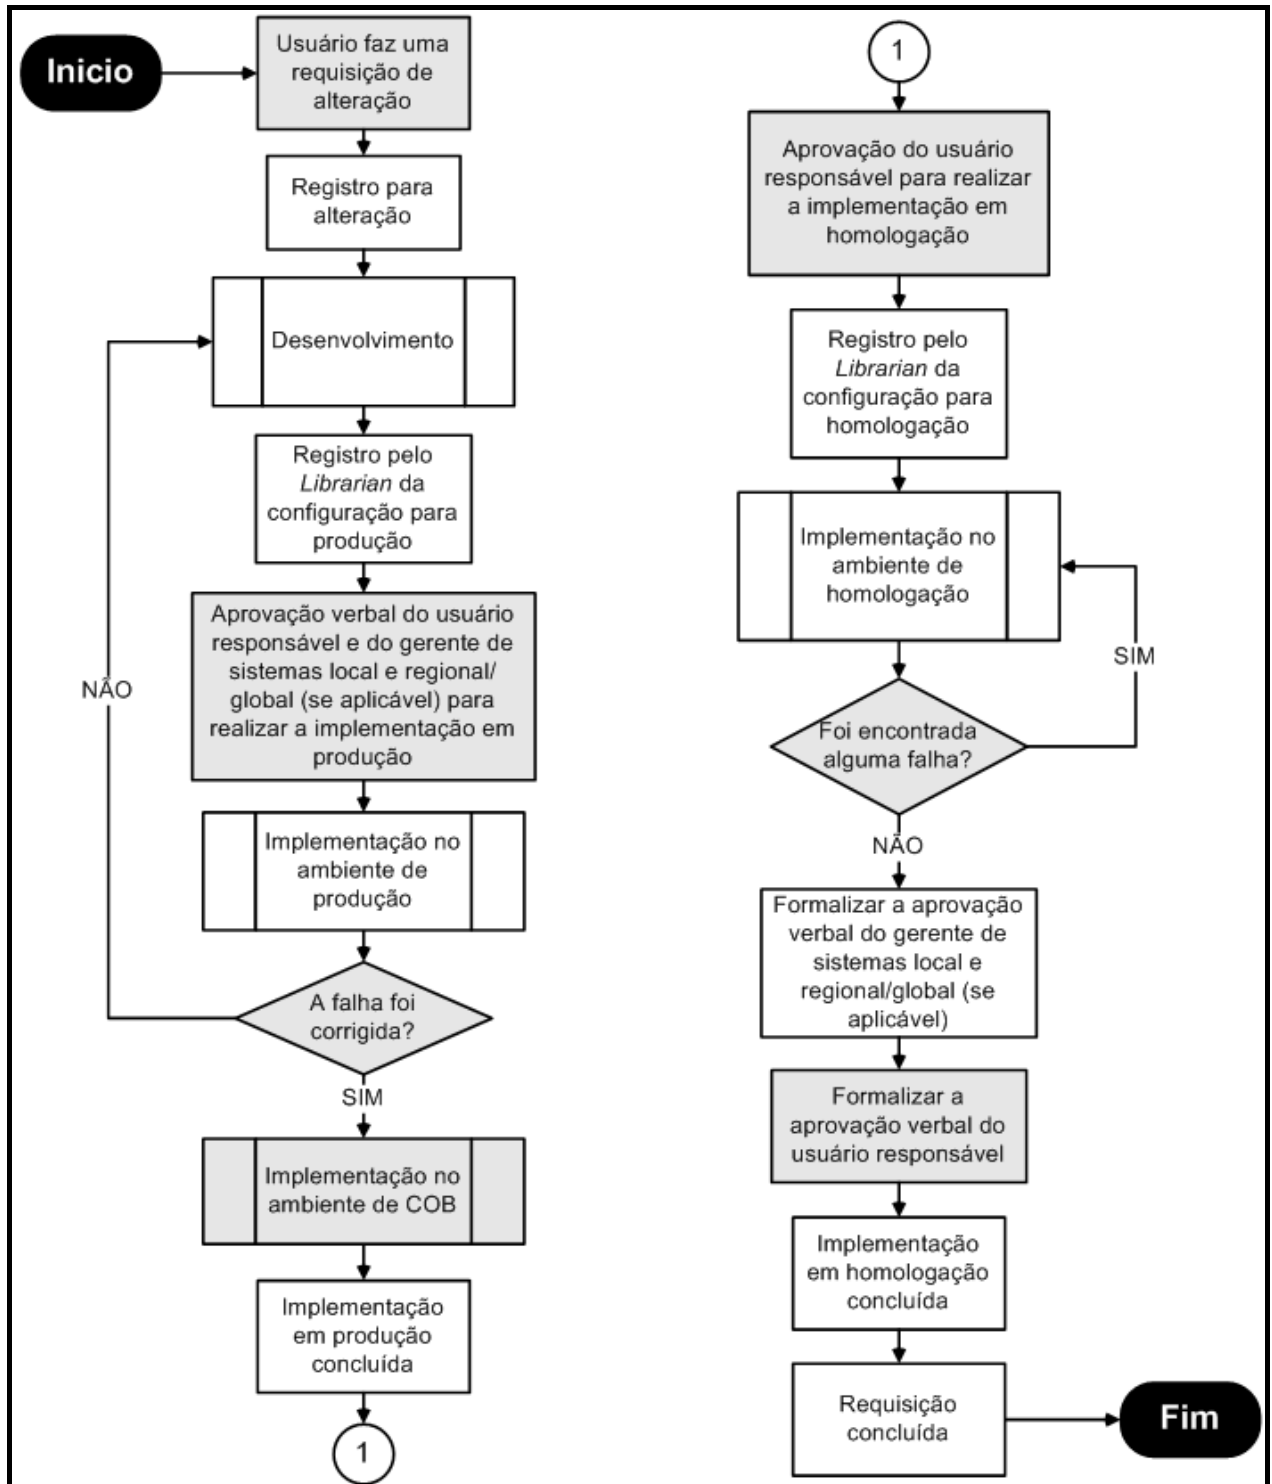 Inicio
Usuário faz uma
requisição de
alteração
Registro para
alteração
Desenvolvimento
Registro pelo
Librarian da
configuração para
produção
Aprovação verbal do usuário
responsável e do gerente de
sistemas local e regional/
global (se aplicável) para
realizar a implementação em
produção
NÃO
Implementação no
ambiente de
produção
A falha foi
corrigida?
SIM
Implementação no
ambiente de COB
Implementação
em produção
concluída
1
1
Aprovação do usuário
responsável para realizar
a implementação em
homologação
Registro pelo
Librarian da
configuração para
homologação
Implementação no
ambiente de
homologação
SIM
Foi encontrada
alguma falha?
NÃO
Formalizar a aprovação
verbal do gerente de
sistemas local e
regional/global (se
aplicável)
Formalizar a
aprovação verbal do
usuário responsável
Implementação
em homologação
concluída
Requisição
concluída
Fim